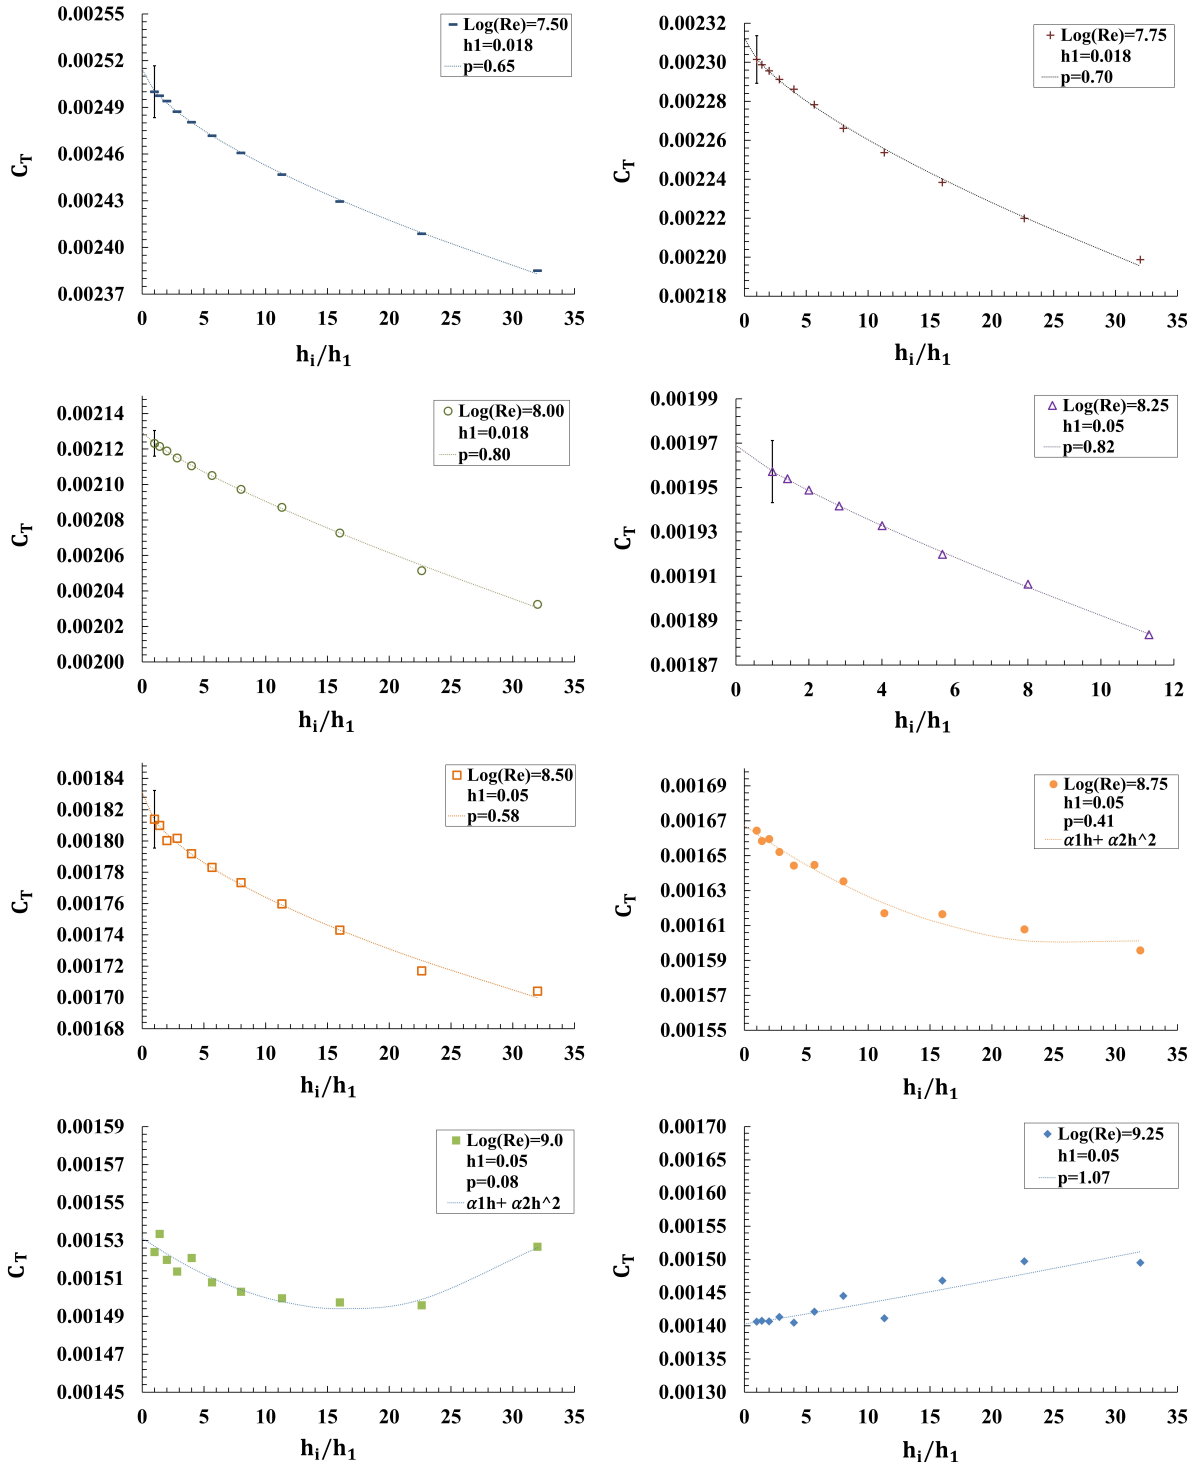 0.00255
0.00252
0.00249
0.00246
0.00243
0.00240
0.00237
C_T
0 5 10 15 20 25 30 35
h_i/h_1
Log(Re)=7.50
h1=0.018
p=0.65
0.00232
0.00230
0.00228
0.00226
0.00224
0.00222
0.00220
0.00218
C_T
0 5 10 15 20 25 30 35
h_i/h_1
Log(Re)=7.75
h1=0.018
p=0.70
0.00214
0.00212
0.00210
0.00208
0.00206
0.00204
0.00202
0.00200
C_T
0 5 10 15 20 25 30 35
h_i/h_1
Log(Re)=8.00
h1=0.018
p=0.80
0.00199
0.00197
0.00195
0.00193
0.00191
0.00189
0.00187
C_T
0 2 4 6 8 10 12
h_i/h_1
Log(Re)=8.25
h1=0.05
p=0.82
0.00184
0.00182
0.00180
0.00178
0.00176
0.00174
0.00172
0.00170
0.00168
C_T
0 5 10 15 20 25 30 35
h_i/h_1
Log(Re)=8.50
h1=0.05
p=0.58
0.00169
0.00167
0.00165
0.00163
0.00161
0.00159
0.00157
0.00155
C_T
0 5 10 15 20 25 30 35
h_i/h_1
Log(Re)=8.75
h1=0.05
p=0.41
α1h+ α2h^2
0.00159
0.00157
0.00155
0.00153
0.00151
0.00149
0.00147
0.00145
C_T
0 5 10 15 20 25 30 35
h_i/h_1
Log(Re)=9.0
h1=0.05
p=0.08
α1h+ α2h^2
0.00170
0.00165
0.00160
0.00155
0.00150
0.00145
0.00140
0.00135
0.00130
C_T
0 5 10 15 20 25 30 35
h_i/h_1
Log(Re)=9.25
h1=0.05
p=1.07